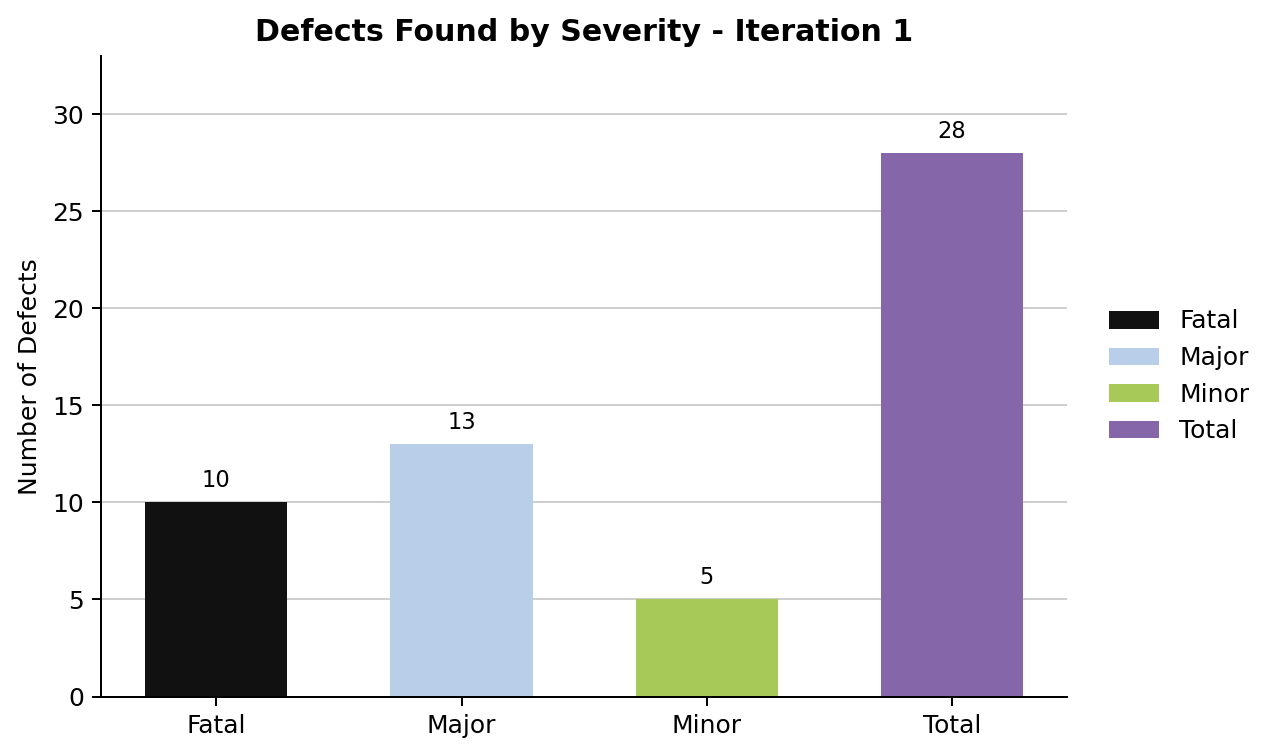 Defects Found by Severity - Iteration 1
Number of Defects
30
25
20
15
10
5
0
10
13
5
28
Fatal
Major
Minor
Total
Fatal
Major
Minor
Total